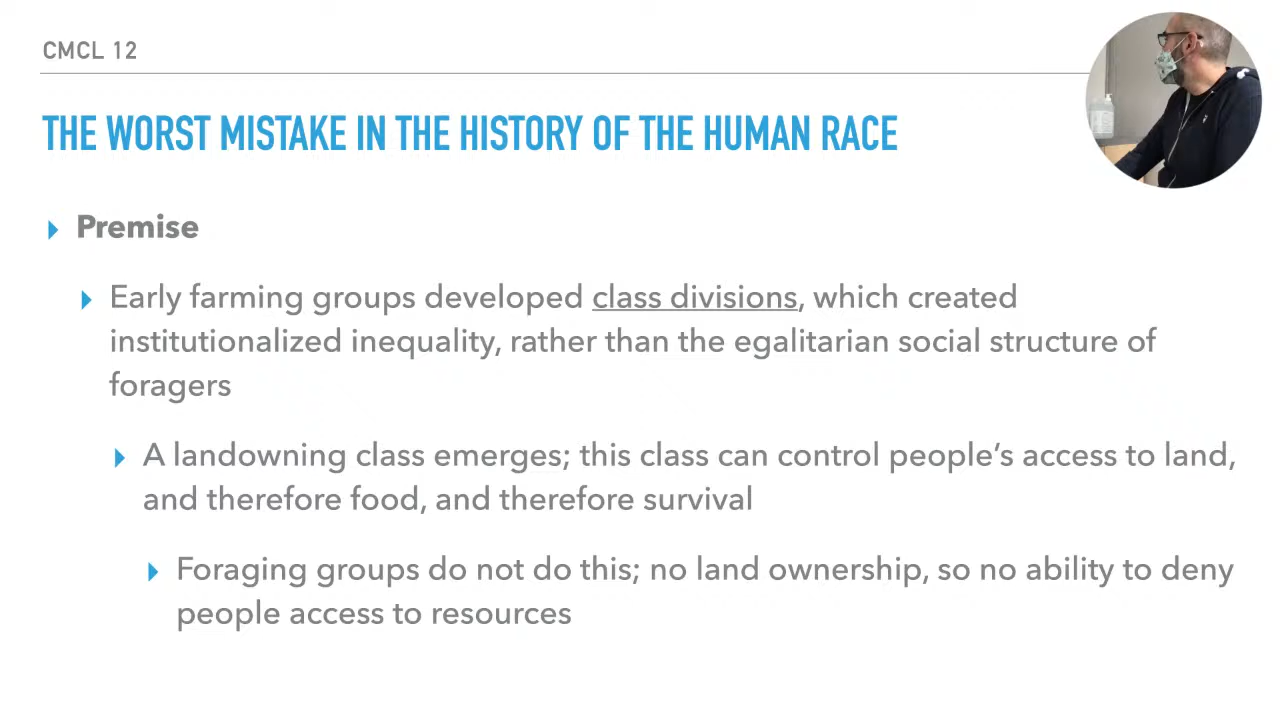 CMCL 12
THE WORST MISTAKE IN THE HISTORY OF THE HUMAN RACE
Premise
Early farming groups developed class divisions, which created
institutionalized inequality, rather than the egalitarian social structure of
foragers
A landowning class emerges; this class can control people’s access to land,
and therefore food, and therefore survival
Foraging groups do not do this; no land ownership, so no ability to deny
people access to resources